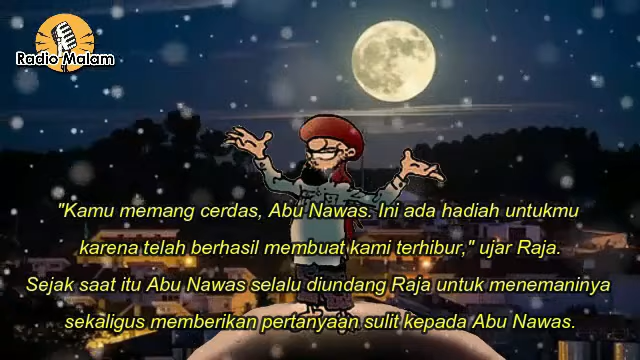 Radio Malam
"Kamu memang cerdas, Abu Nawas. Ini ada hadiah untukmu
karena telah berhasil membuat kami terhibur," ujar Raja.
Sejak saat itu Abu Nawas selalu diundang Raja untuk menemaninya
sekaligus memberikan pertanyaan sulit kepada Abu Nawas.